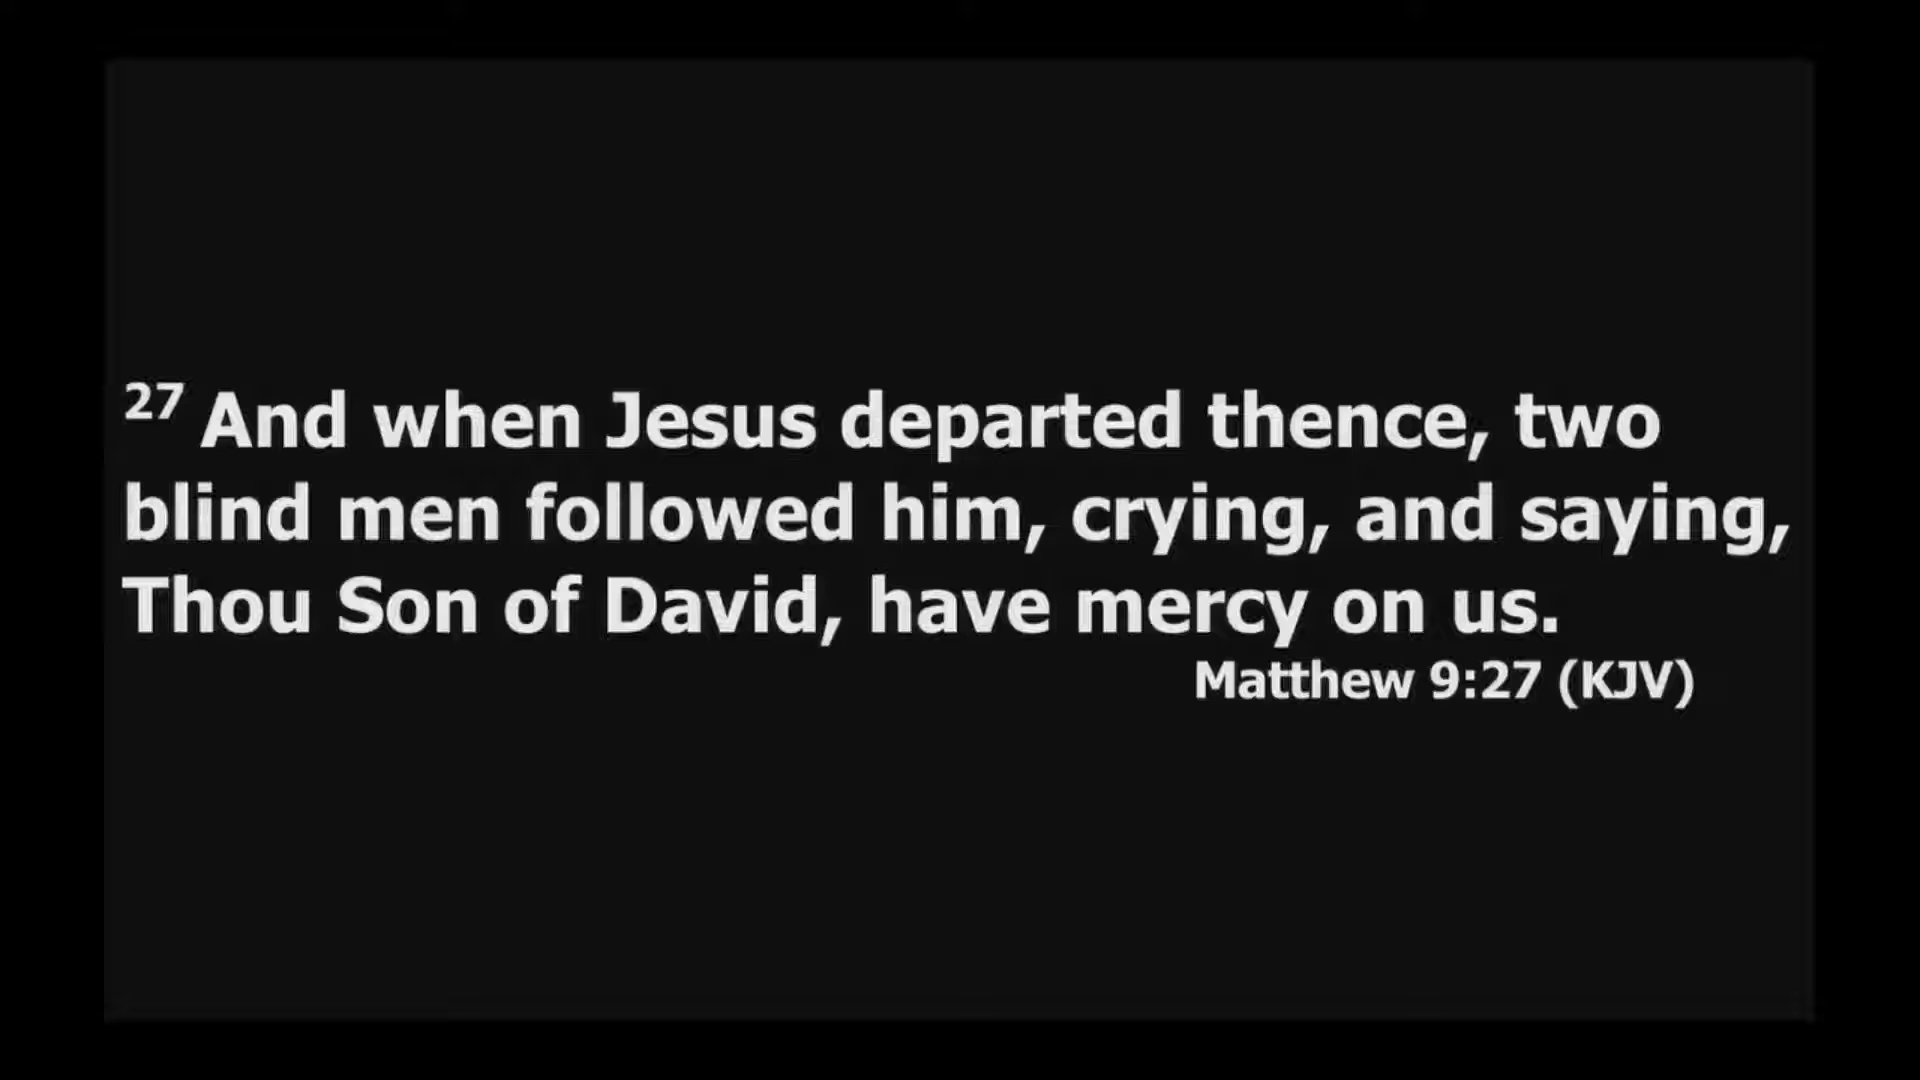 27 And when Jesus departed thence, two
blind men followed him, crying, and saying,
Thou Son of David, have mercy on us.
Matthew 9:27 (KJV)